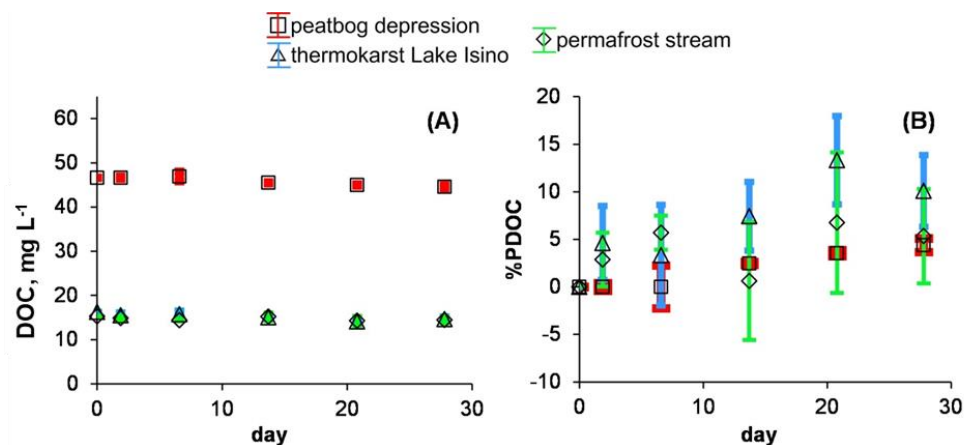 peatbog depression
thermokarst Lake Isino
permafrost stream
(A)
DOC, mg L-1
60
50
40
30
20
10
0
0 10 20 30
day
(B)
%PDOC
20
15
10
5
0
-5
-10
0 10 20 30
day